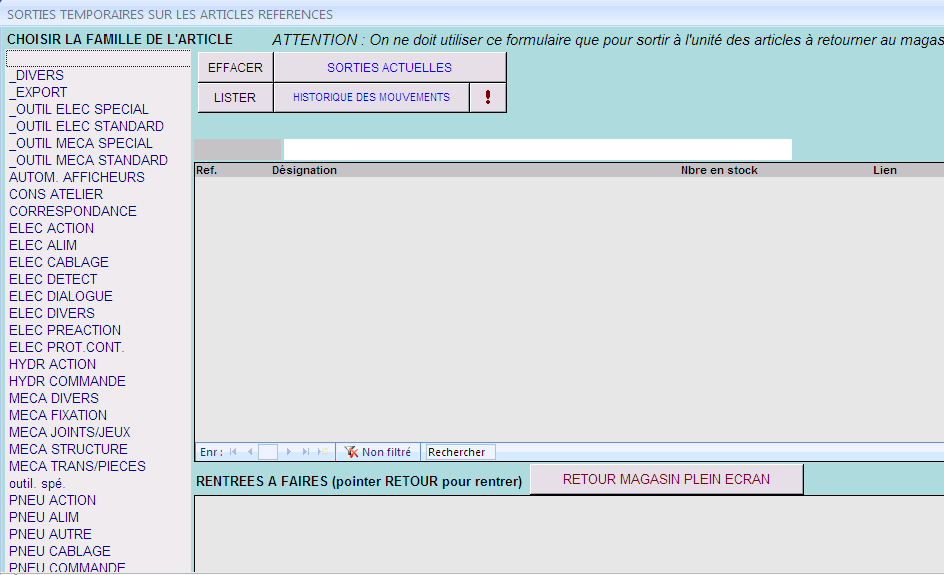 SORTIES TEMPORAIRES SUR LES ARTICLES REFERENCES
CHOISIR LA FAMILLE DE L'ARTICLE
ATTENTION : On ne doit utiliser ce formulaire que pour sortir à l'unité des articles à retourner au magas
_DIVERS
_EXPORT
_OUTIL ELEC SPECIAL
_OUTIL ELEC STANDARD
_OUTIL MECA SPECIAL
_OUTIL MECA STANDARD
AUTOM. AFFICHEURS
CONS ATELIER
CORRESPONDANCE
ELEC ACTION
ELEC ALIM
ELEC CABLAGE
ELEC DETECT
ELEC DIALOGUE
ELEC DIVERS
ELEC PREACTION
ELEC PROT.CONT.
HYDR ACTION
HYDR COMMANDE
MECA DIVERS
MECA FIXATION
MECA JOINTS/JEUX
MECA STRUCTURE
MECA TRANS/PIECES
outil. spé.
PNEU ACTION
PNEU ALIM
PNEU AUTRE
PNEU CABLAGE
PNEU COMMANDE
EFFACER
SORTIES ACTUELLES
LISTER
HISTORIQUE DES MOUVEMENTS
!
Ref. Désignation Nbre en stock Lien
Enr : Non filtré Rechercher
RENTREES A FAIRES (pointer RETOUR pour rentrer)
RETOUR MAGASIN PLEIN ECRAN